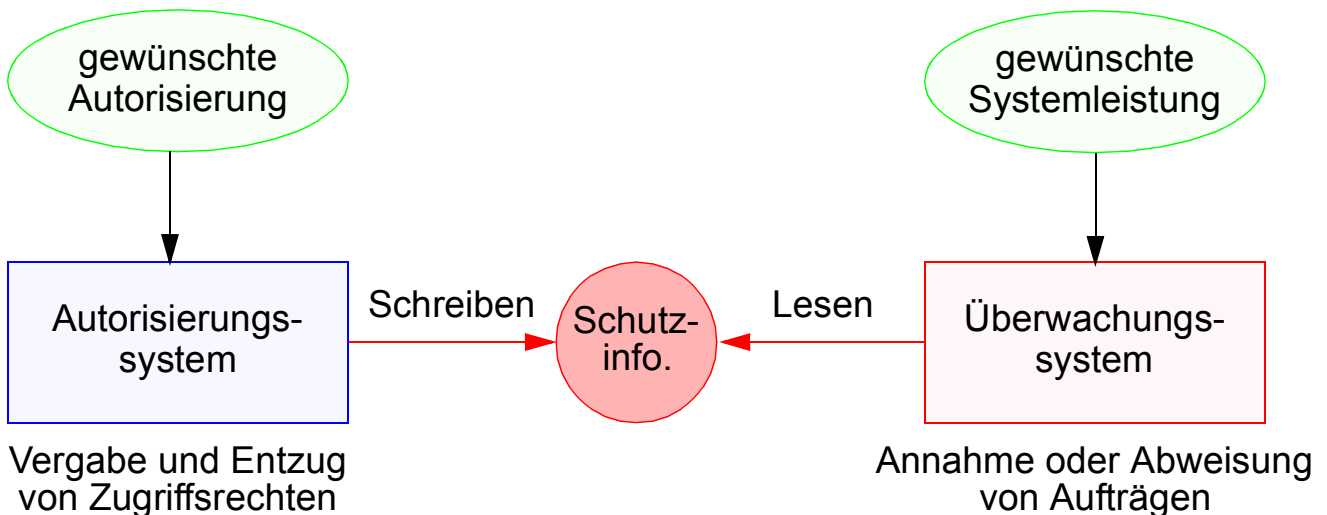 gewünschte
Autorisierung
gewünschte
Systemleistung
Autorisierungs-
system
Schreiben
Schutz-
info.
Lesen
Überwachungs-
system
Vergabe und Entzug
von Zugriffsrechten
Annahme oder Abweisung
von Aufträgen